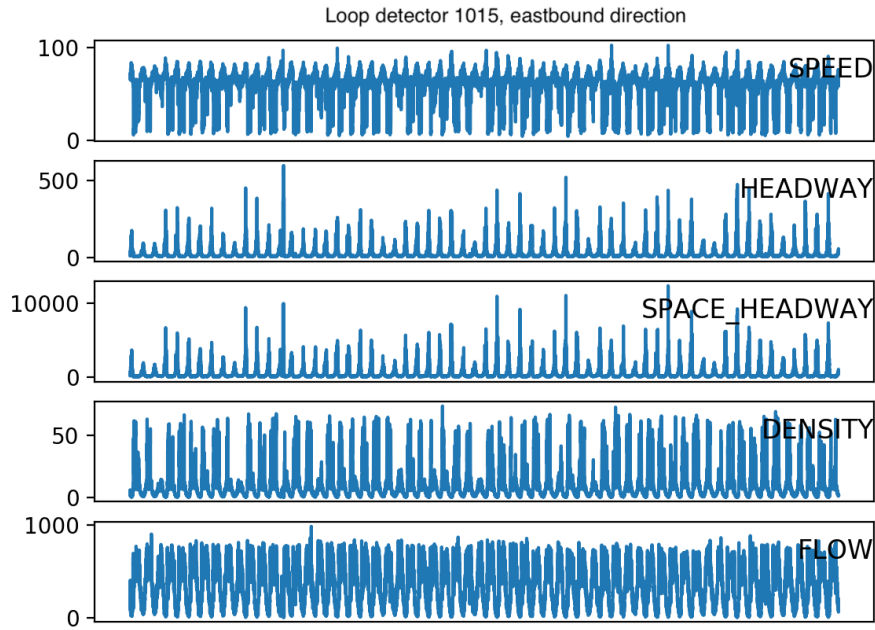 Loop detector 1015, eastbound direction
100
0
SPEED
500
0
HEADWAY
10000
0
SPACE_HEADWAY
50
0
DENSITY
1000
0
FLOW